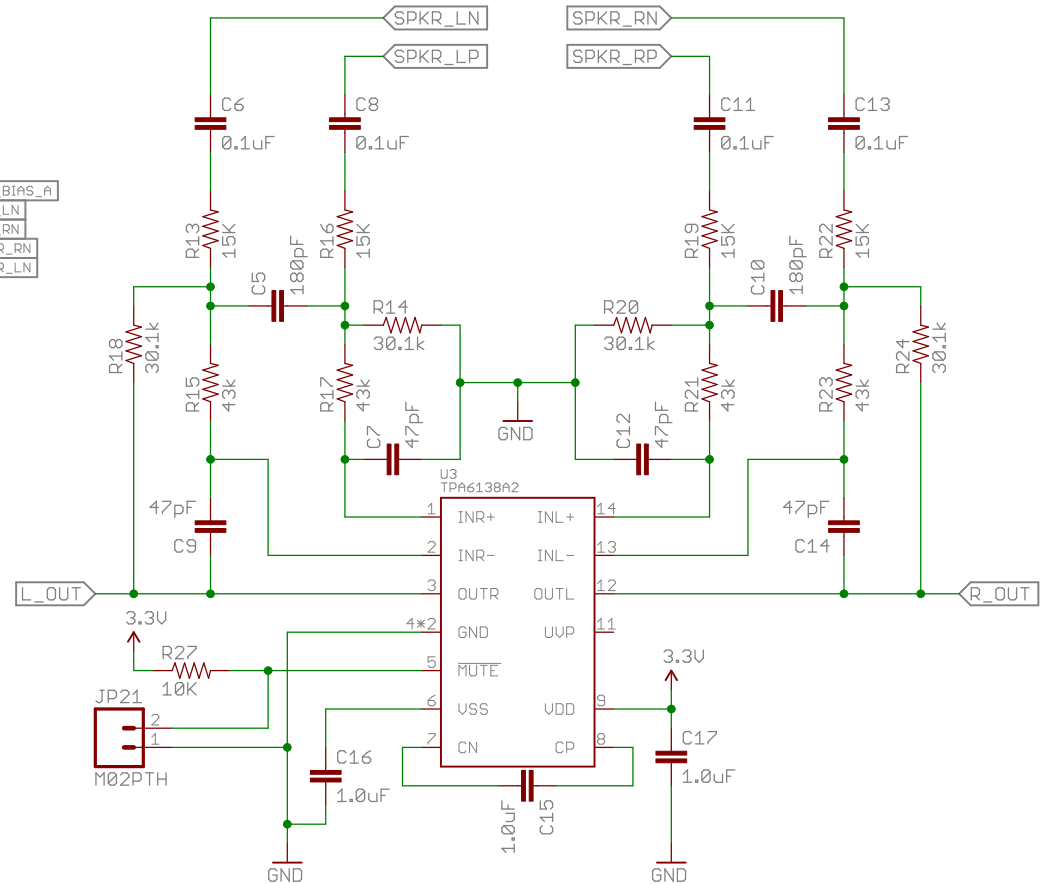 SPKR_LN
SPKR_RN
SPKR_LP
SPKR_RP
C6
0.1uF
C8
0.1uF
C11
0.1uF
C13
0.1uF
_BIAS_A
_LN
_RN
R_RN
R_LN
R13
15K
R16
15K
R19
15K
R22
15K
C5
180pF
C10
180pF
R14
30.1k
R20
30.1k
R18
30.1k
R24
30.1k
R15
43k
R17
43k
R21
43k
R23
43k
C7
47pF
C12
47pF
GND
47pF
C9
47pF
C14
U3
TPA6138A2
1
INR+
INL+
14
2
INR-
INL-
13
3
OUTR
OUTL
12
4*2
GND
UVP
11
5
MUTE
6
VSS
VDD
9
7
CN
CP
8
L_OUT
R_OUT
3.3V
R27
10K
JP21
2
1
M02PTH
C16
1.0uF
1.0uF
C15
3.3V
C17
1.0uF
GND
GND